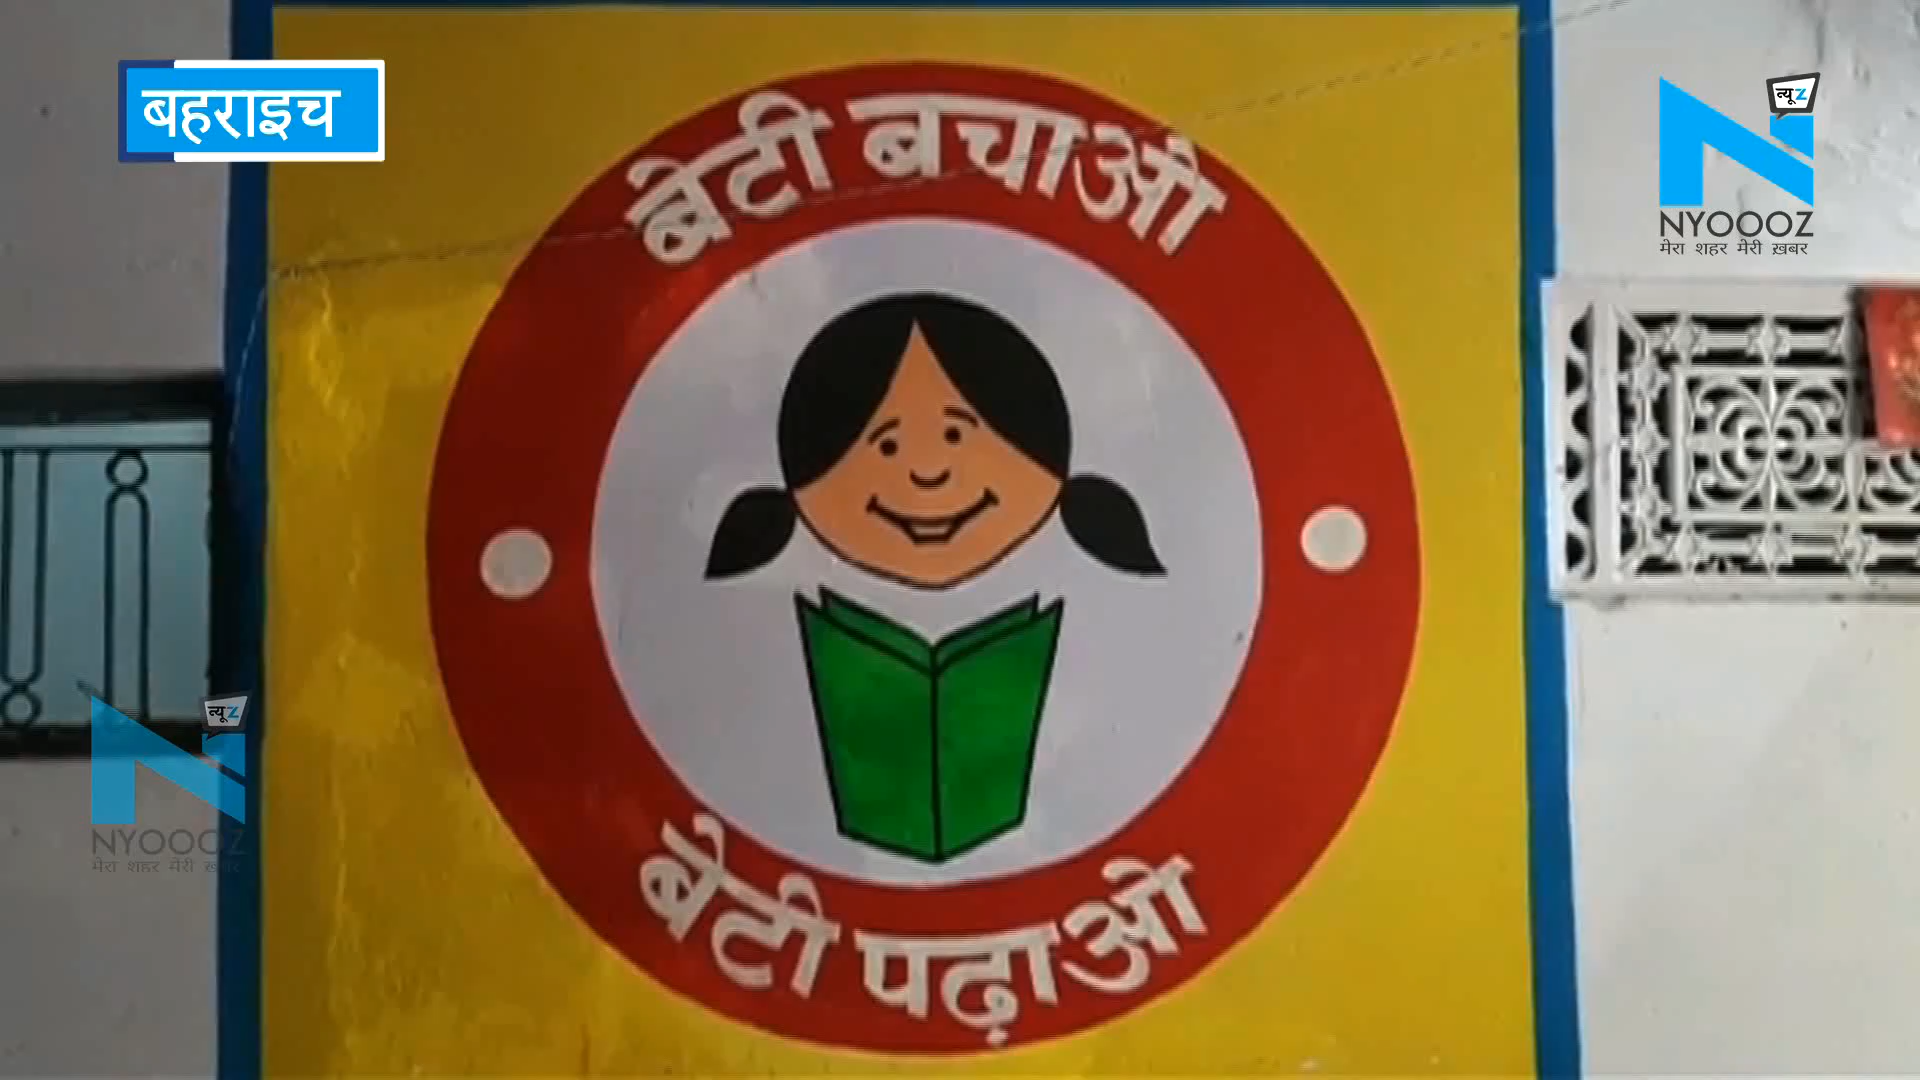 बहराइच
बेटी बचाओ
न्यूZ
NYOOOZ
मेरा शहर मेरी ख़बर
न्यूZ
NYOOOZ
मेरा शहर मेरी ख़बर
बेटी पढ़ाओ